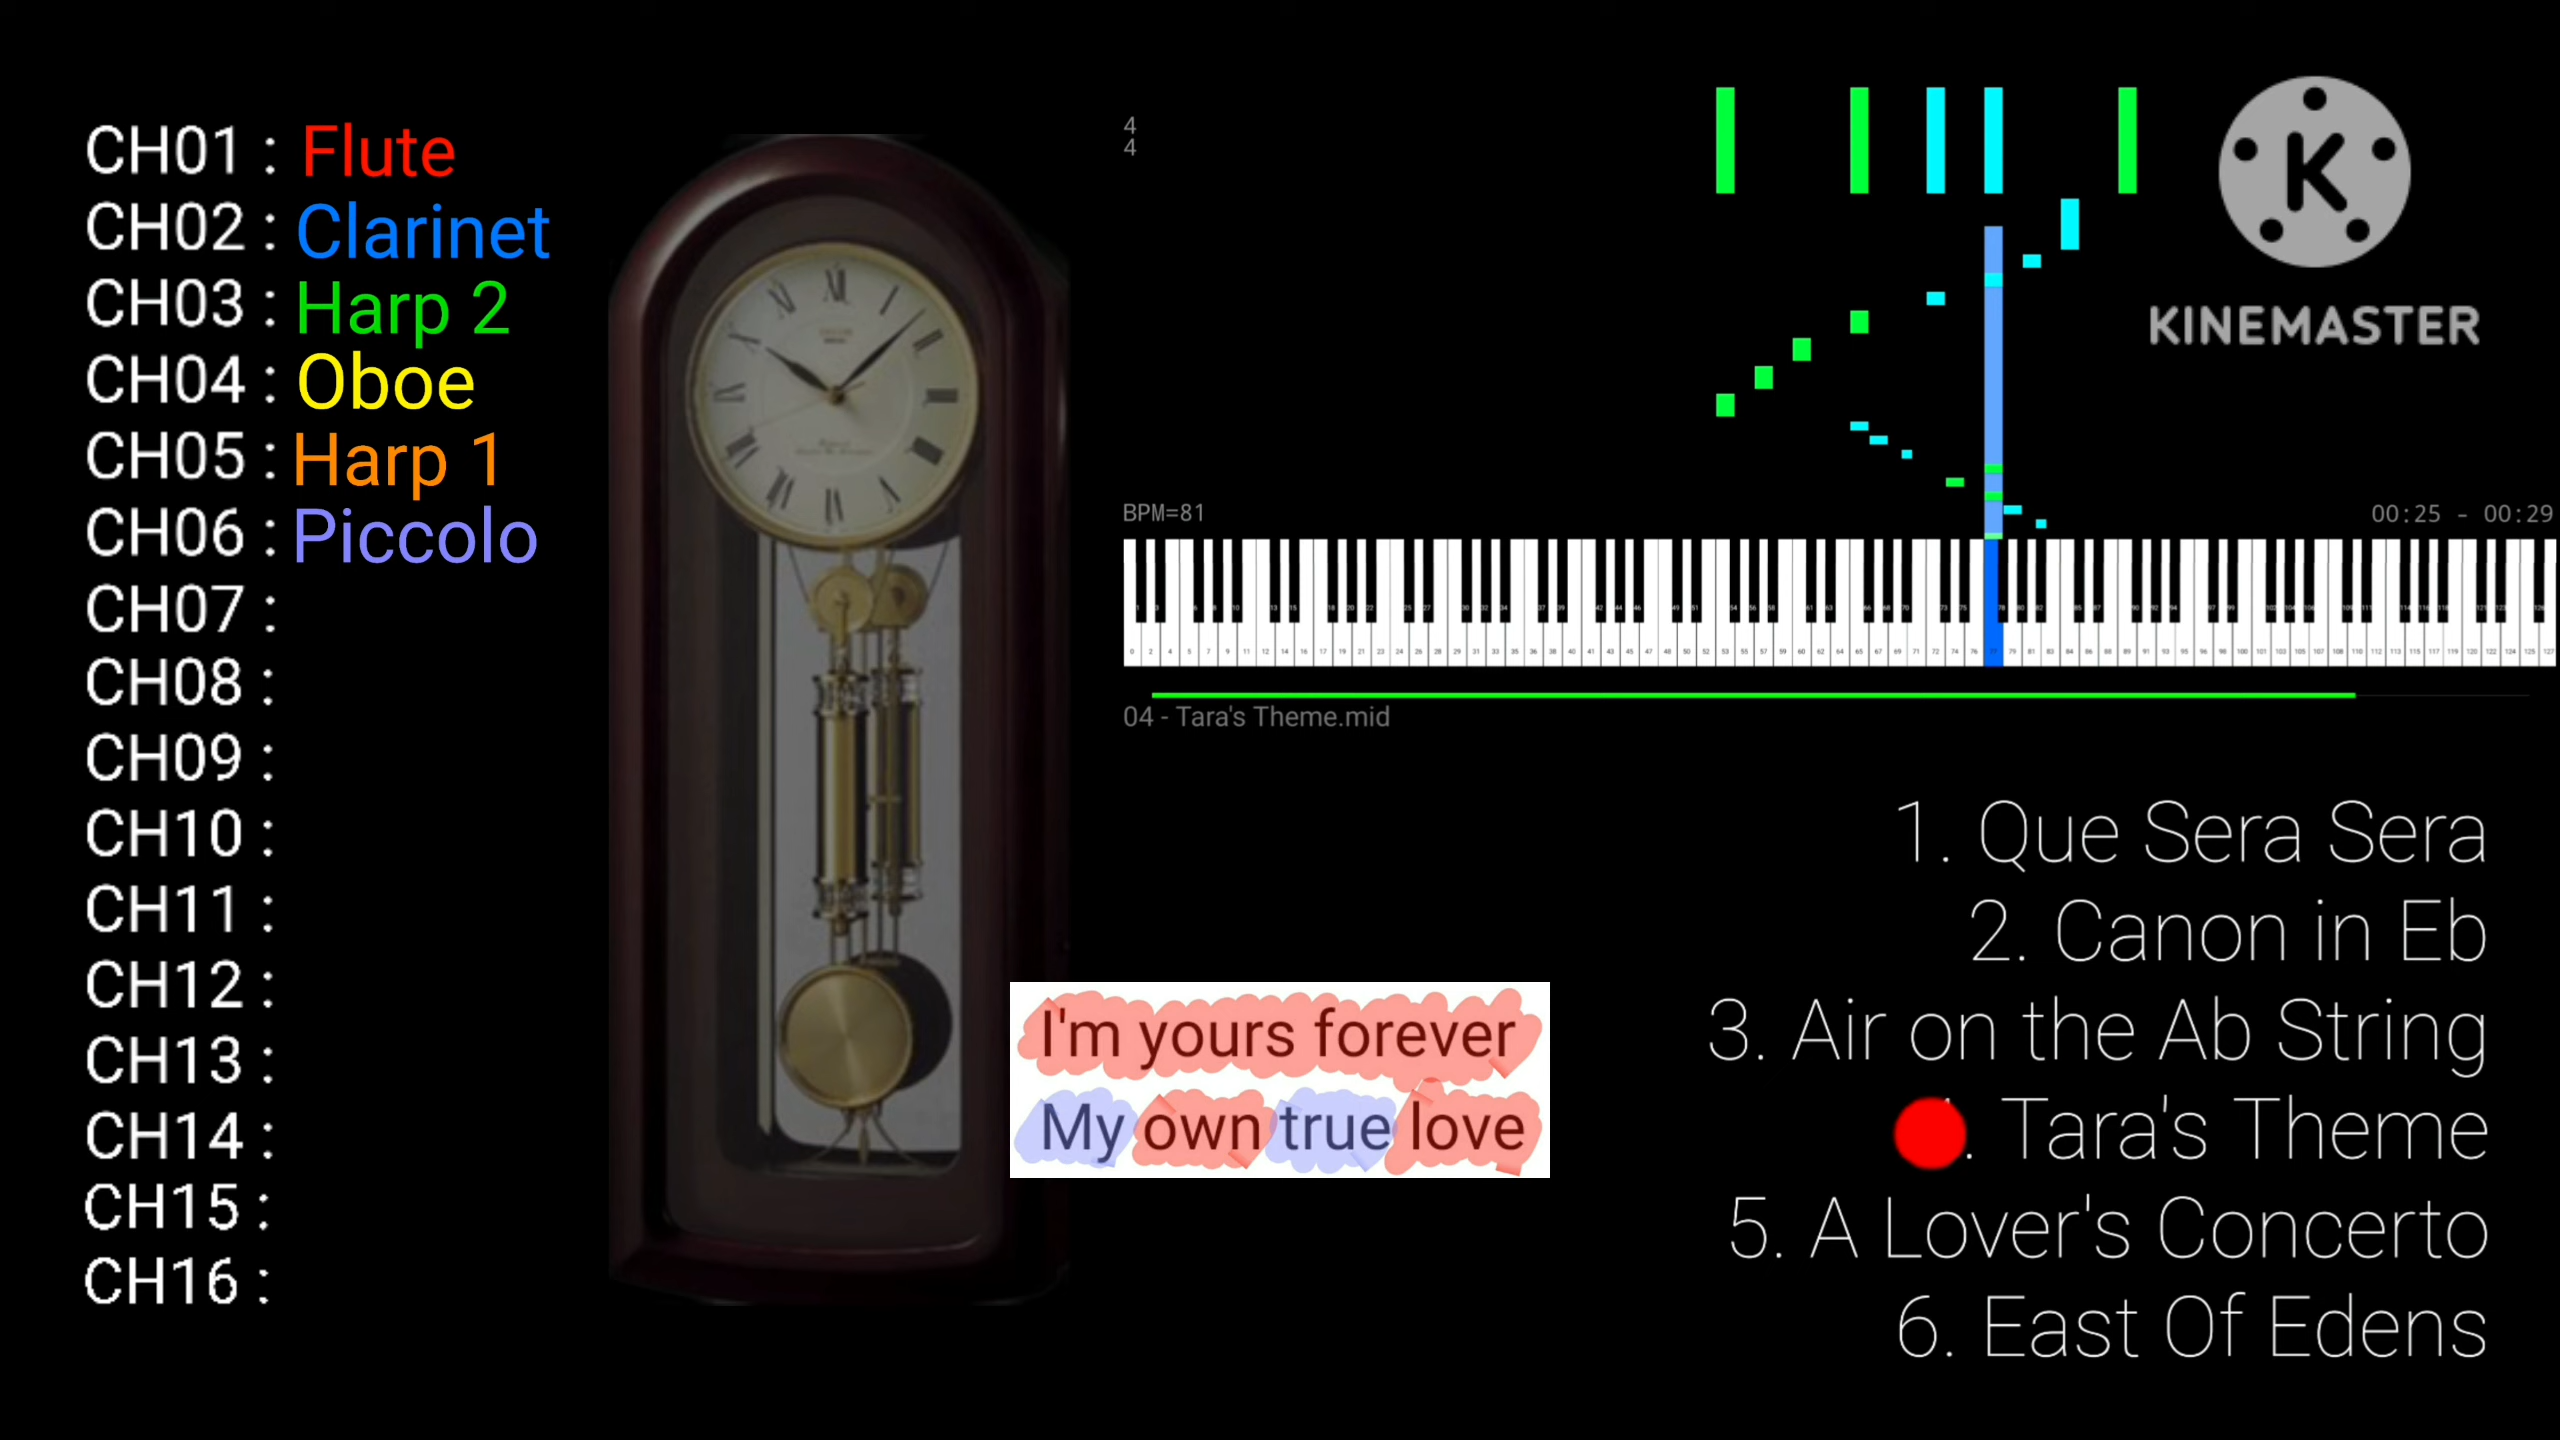 CH01 : Flute
CH02 : Clarinet
CH03 : Harp 2
CH04 : Oboe
CH05 : Harp 1
CH06 : Piccolo
CH07 :
CH08 :
CH09 :
CH10 :
CH11 :
CH12 :
CH13 :
CH14 :
CH15 :
CH16 :
4
4
KINEMASTER
BPM=81
00:25 - 00:29
04 - Tara's Theme.mid
I'm yours forever
My own true love
1. Que Sera Sera
2. Canon in Eb
3. Air on the Ab String
. Tara's Theme
5. A Lover's Concerto
6. East Of Edens